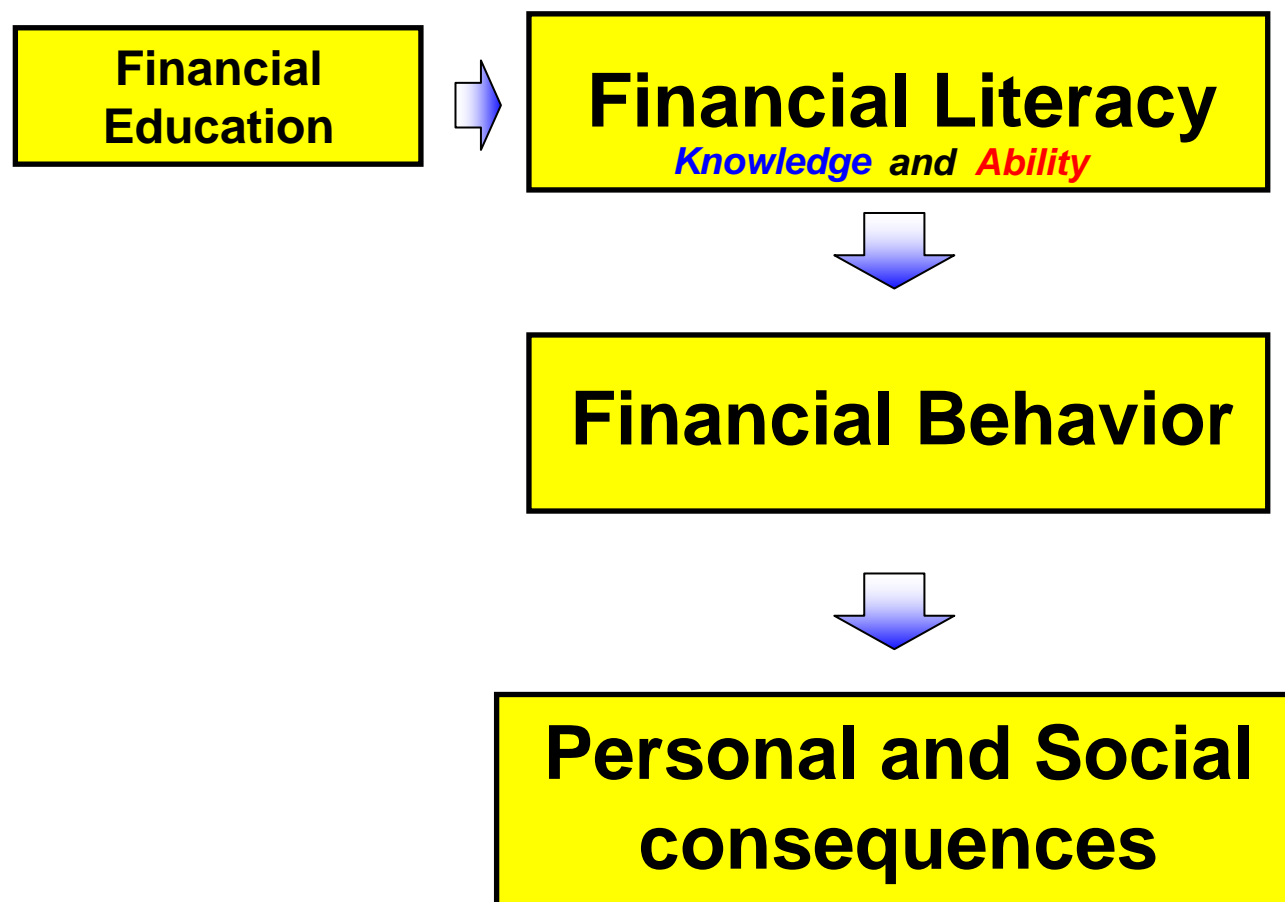 Financial
Education
Financial Literacy
Knowledge and Ability
Financial Behavior
Personal and Social
consequences